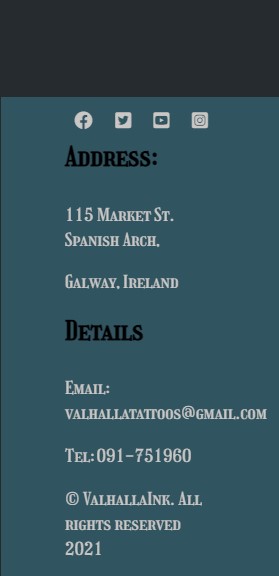 Address:
115 Market St.
Spanish Arch,
Galway, Ireland
Details
Email:
valhallatattoos@gmail.com
Tel: 091-751960
© ValhallaInk. All
rights reserved
2021